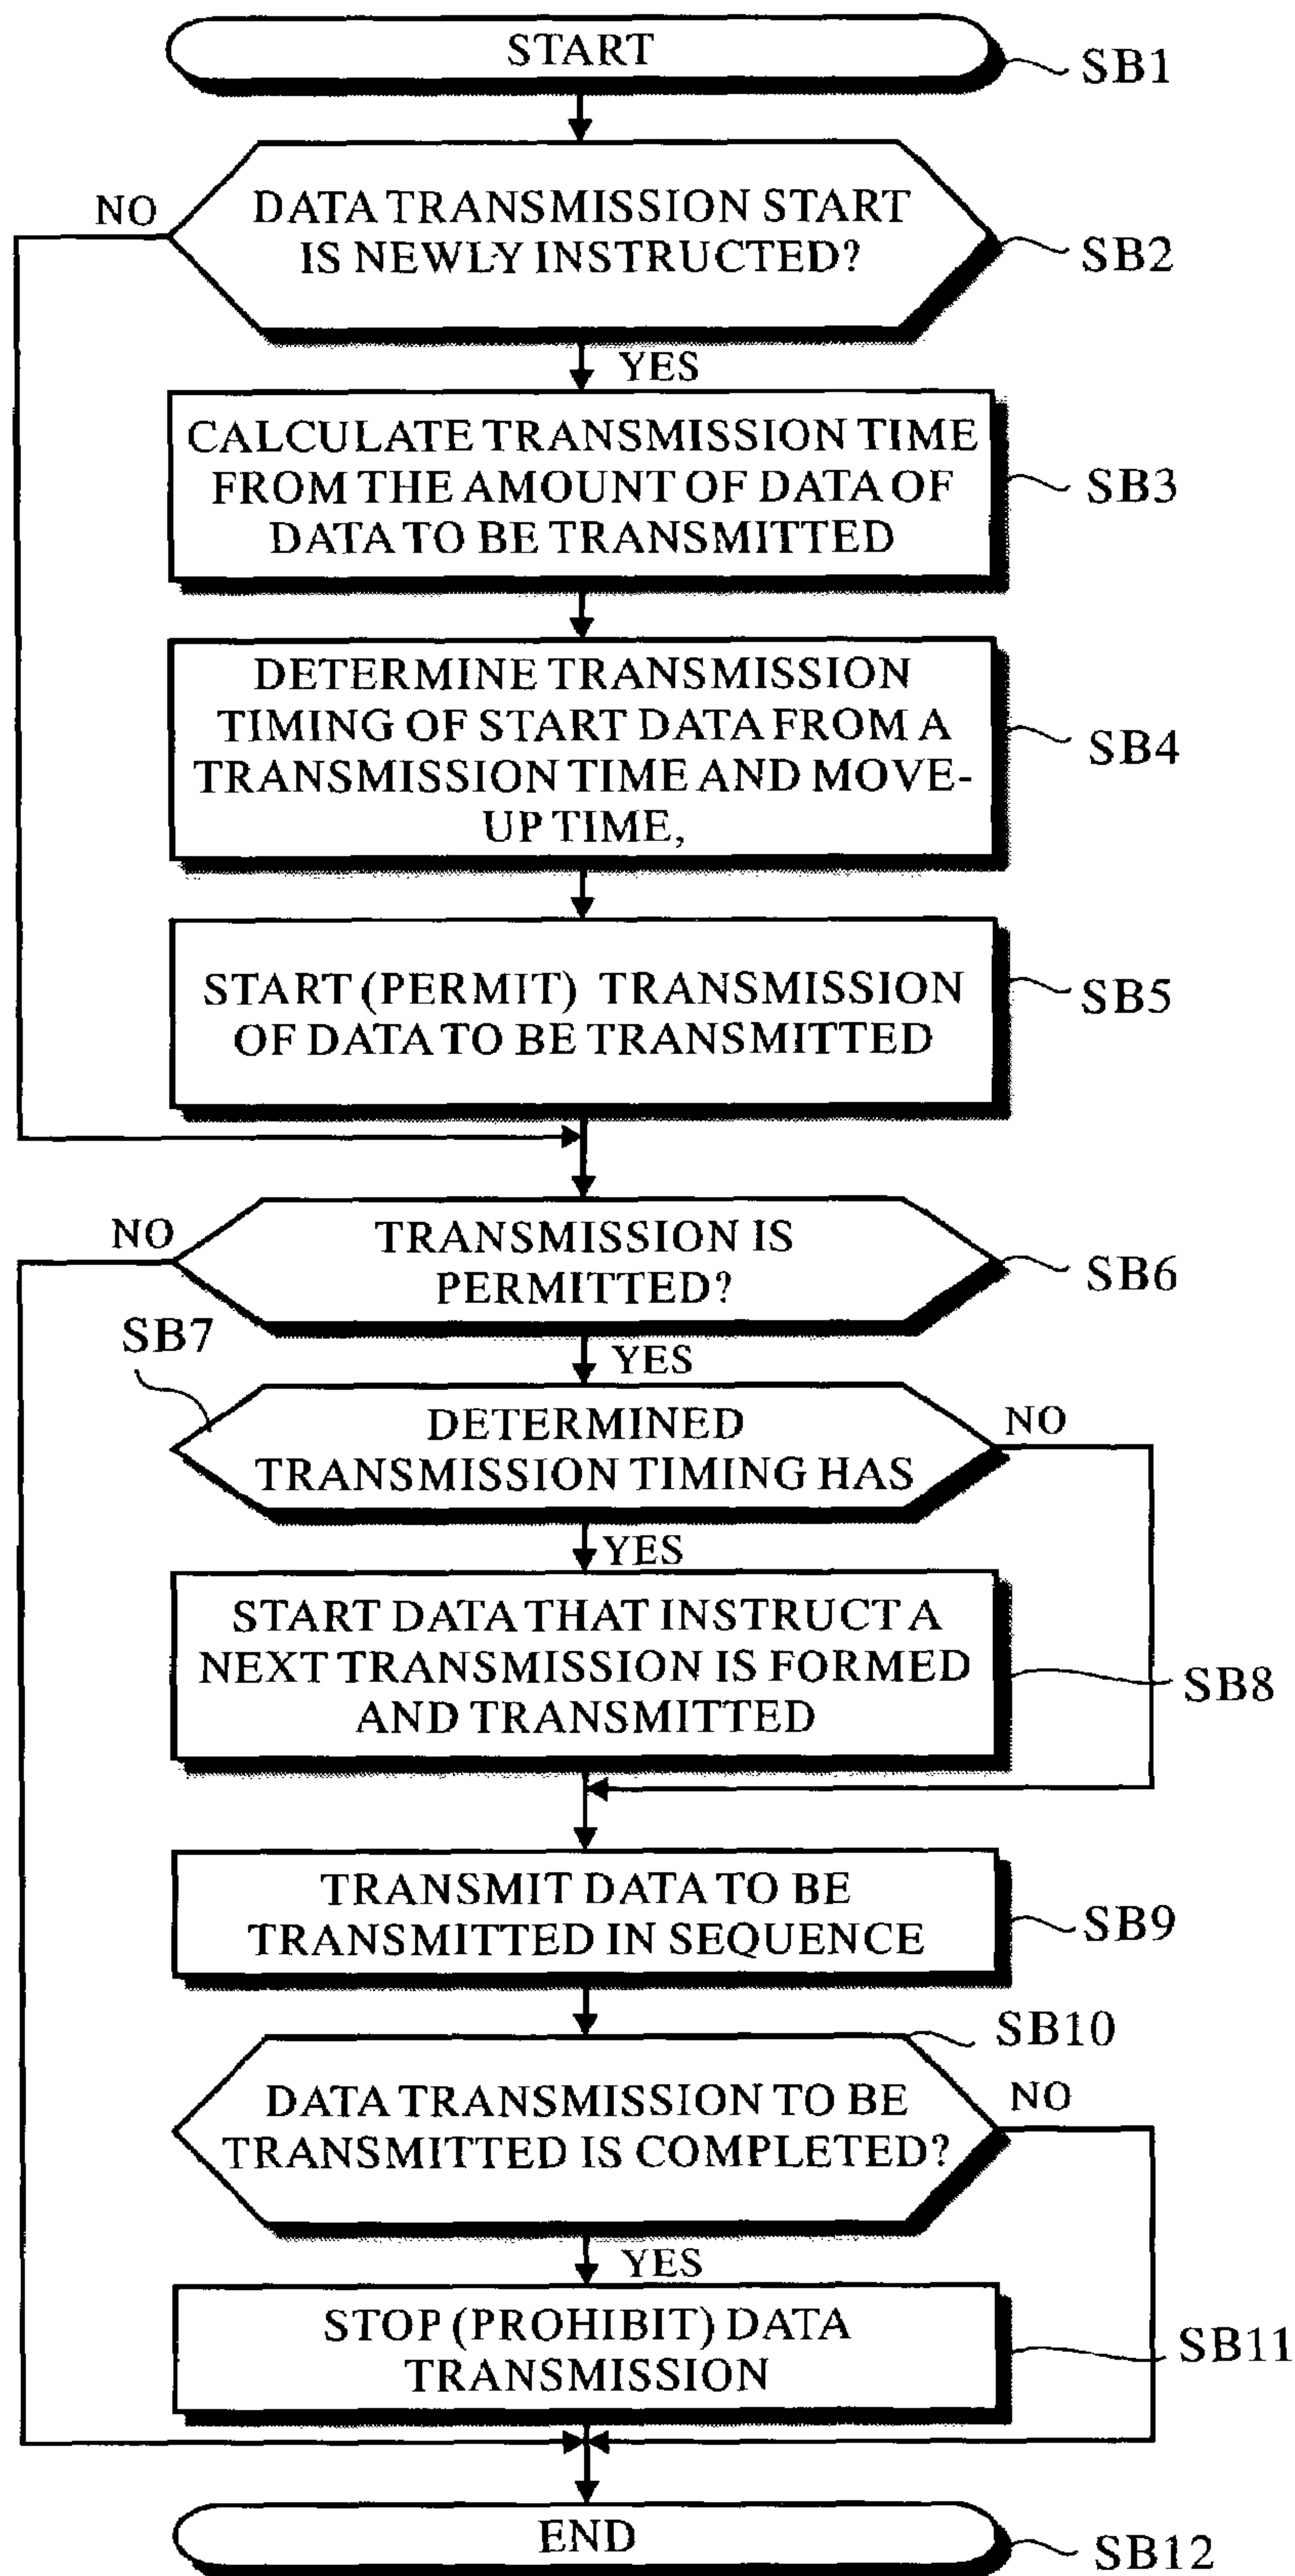 START
SB1
NO
DATA TRANSMISSION START
IS NEWLY INSTRUCTED?
SB2
YES
CALCULATE TRANSMISSION TIME
FROM THE AMOUNT OF DATA OF
DATA TO BE TRANSMITTED
SB3
DETERMINE TRANSMISSION
TIMING OF START DATA FROM A
TRANSMISSION TIME AND MOVE-
UP TIME,
SB4
START (PERMIT) TRANSMISSION
OF DATA TO BE TRANSMITTED
SB5
NO
TRANSMISSION IS
PERMITTED?
SB6
SB7
YES
DETERMINED
TRANSMISSION TIMING HAS
NO
YES
START DATA THAT INSTRUCT A
NEXT TRANSMISSION IS FORMED
AND TRANSMITTED
SB8
TRANSMIT DATA TO BE
TRANSMITTED IN SEQUENCE
SB9
SB10
DATA TRANSMISSION TO BE
TRANSMITTED IS COMPLETED?
NO
YES
STOP (PROHIBIT) DATA
TRANSMISSION
SB11
END
SB12